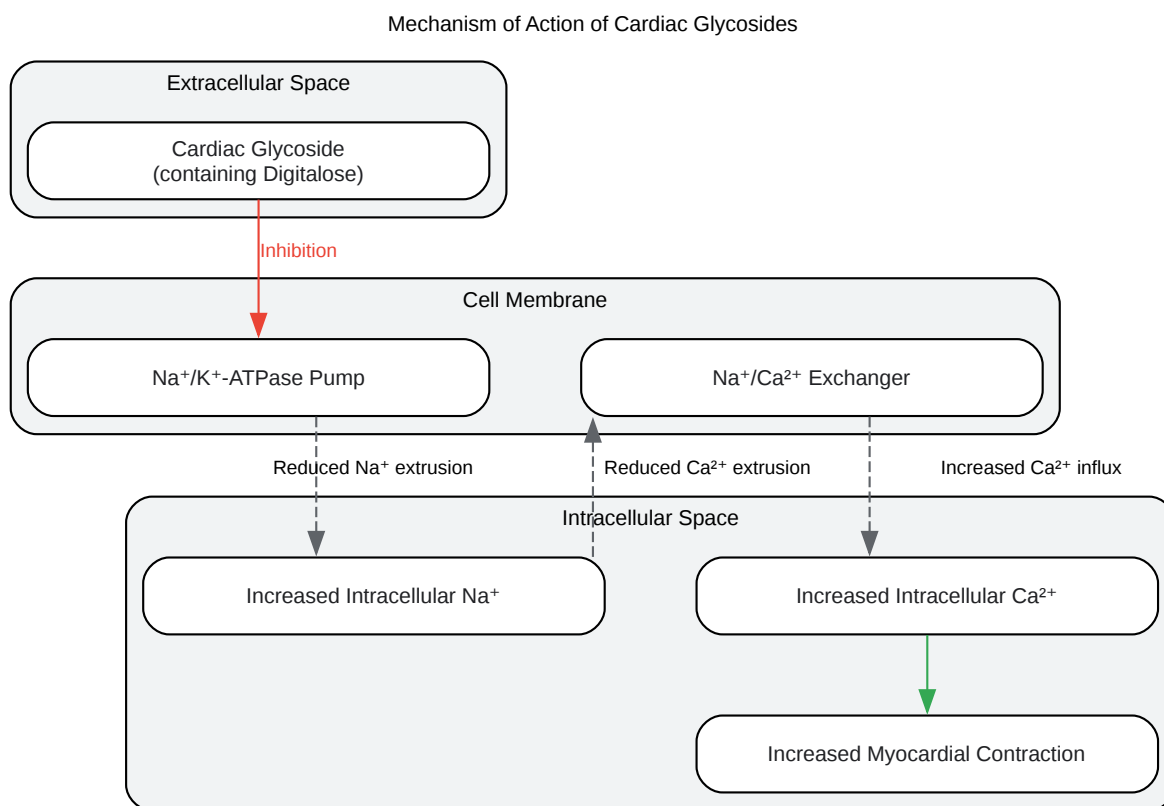 Mechanism of Action of Cardiac Glycosides
Extracellular Space
Cardiac Glycoside
(containing Digitalose)
Inhibition
Cell Membrane
Na⁺/K⁺-ATPase Pump
Na⁺/Ca²⁺ Exchanger
Reduced Na⁺ extrusion
Reduced Ca²⁺ extrusion
Increased Ca²⁺ influx
Intracellular Space
Increased Intracellular Na⁺
Increased Intracellular Ca²⁺
Increased Myocardial Contraction